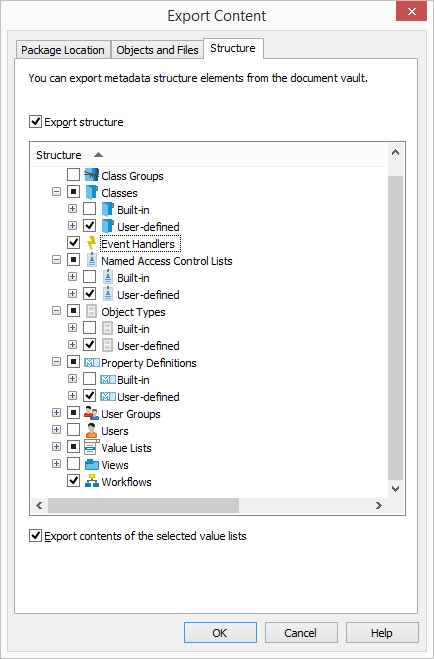 Export Content
Package Location
Objects and Files
Structure
You can export metadata structure elements from the document vault.
Export structure
Structure
Class Groups
Classes
Built-in
User-defined
Event Handlers
Named Access Control Lists
Built-in
User-defined
Object Types
Built-in
User-defined
Property Definitions
Built-in
User-defined
User Groups
Users
Value Lists
Views
Workflows
Export contents of the selected value lists
OK
Cancel
Help